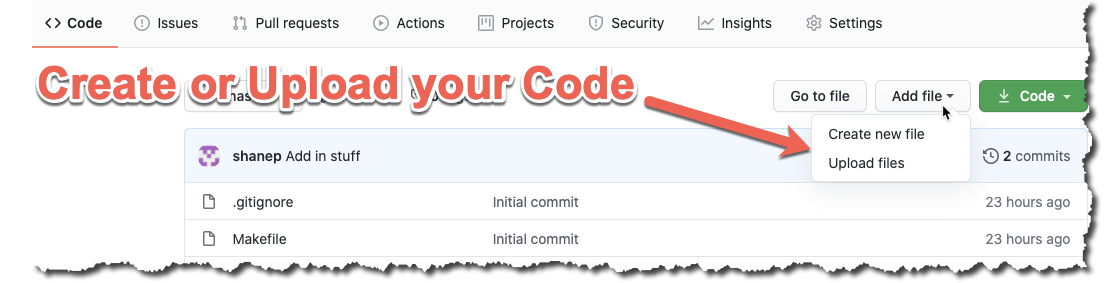 Code Issues Pull requests Actions Projects Security Insights Settings
Create or Upload your Code
Go to file Add file Code
Create new file
shanep Add in stuff 2 commits
Upload files
.gitignore Initial commit 23 hours ago
Makefile Initial commit 23 hours ago